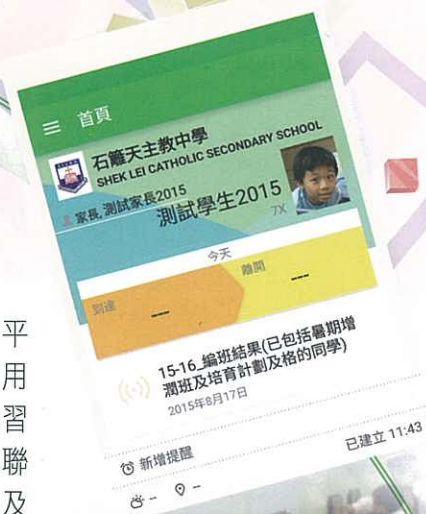 首頁
石籬天主教中學
SHEK LEI CATHOLIC SECONDARY SCHOOL
家長, 測試家長2015
測試學生2015
7X
今天
到達
離開
--
--
15-16_編班結果(已包括暑期增
潤班及培育計劃及格的同學)
2015年8月17日
新增提醒
已建立 11:43
--
--
平
用
習
聯
及